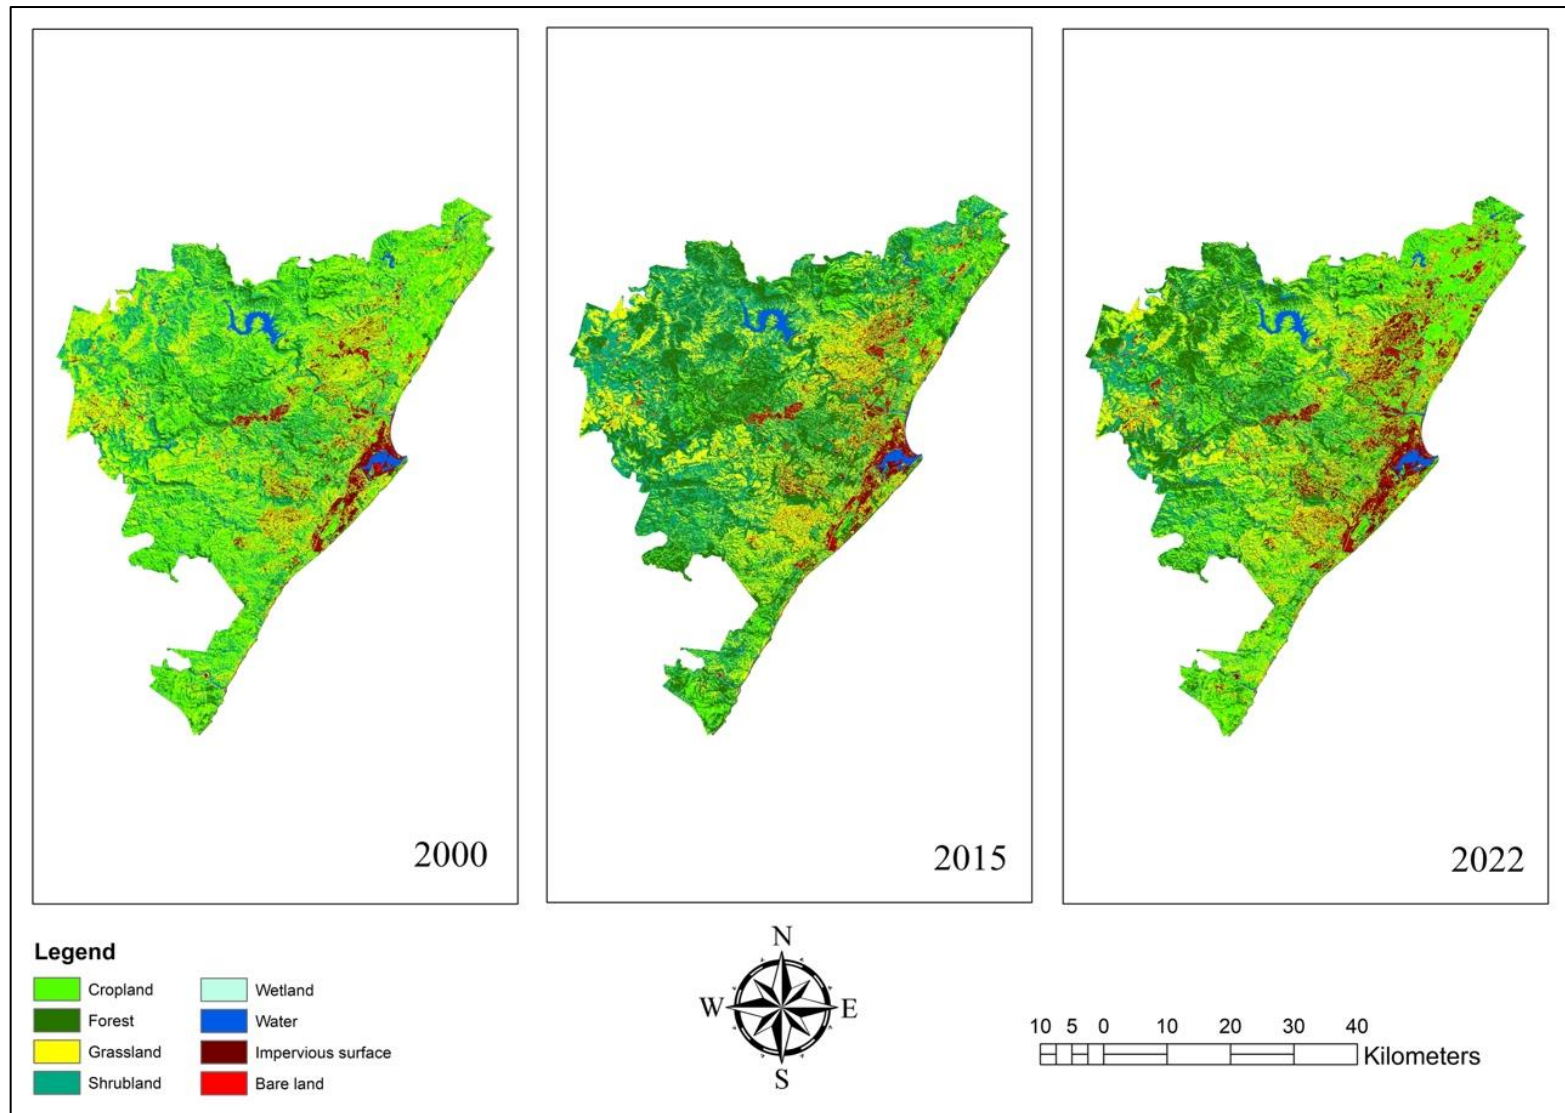 2000
2015
2022
Legend
Cropland
Forest
Grassland
Shrubland
Wetland
Water
Impervious surface
Bare land
N
W E
S
10 5 0 10 20 30 40
Kilometers